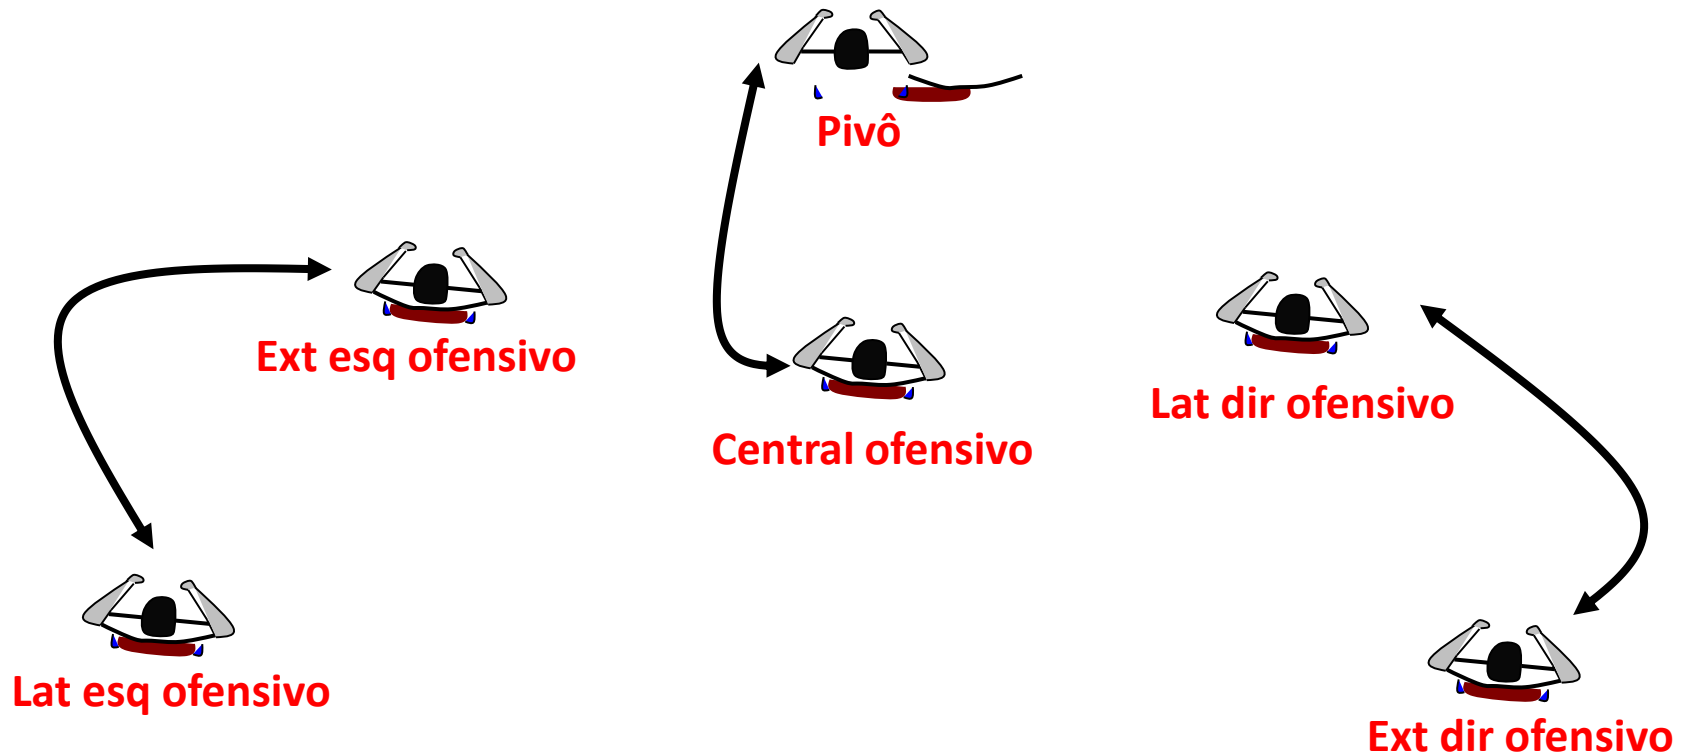 Pivô
Ext esq ofensivo
Lat dir ofensivo
Central ofensivo
Lat esq ofensivo
Ext dir ofensivo